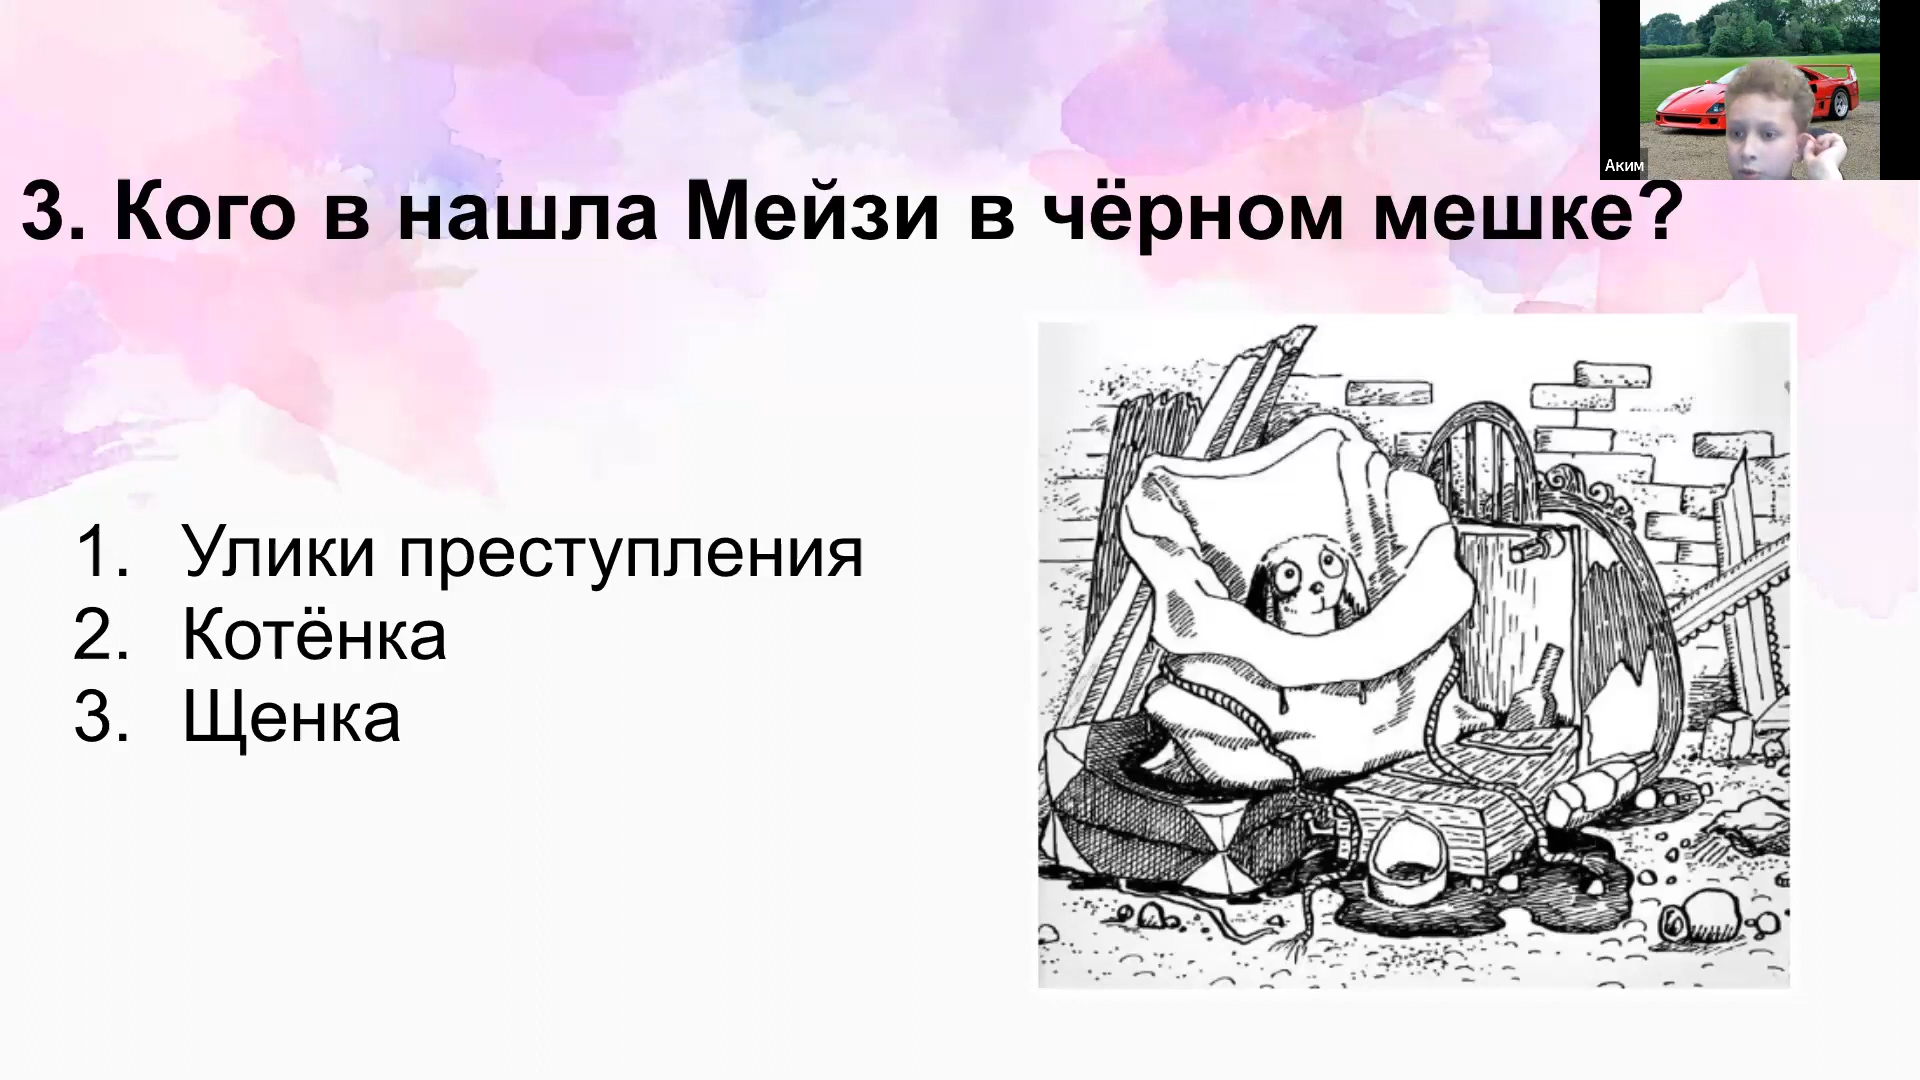 Аким
3. Кого в нашла Мейзи в чёрном мешке?
1. Улики преступления
2. Котёнка
3. Щенка